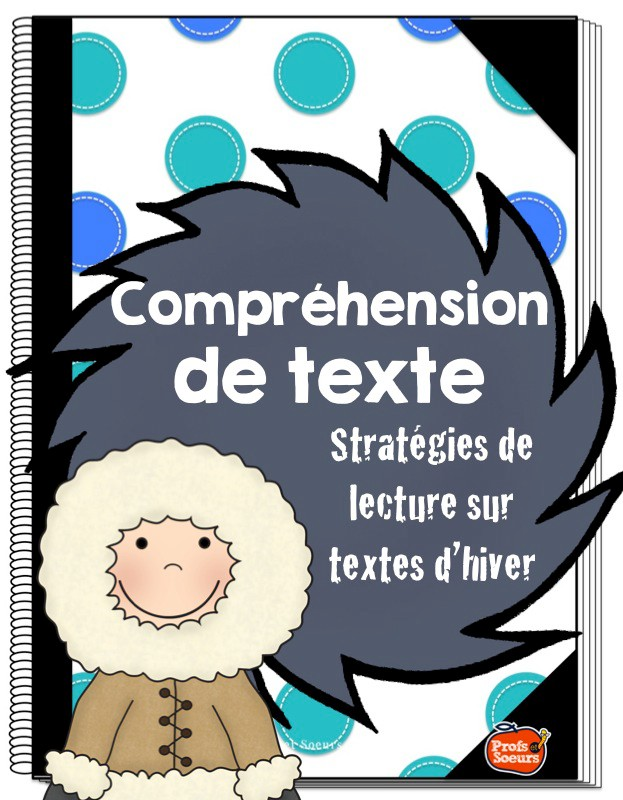 Compréhension
de texte
Stratégies de
lecture sur
textes d'hiver
Profs et
Soeurs